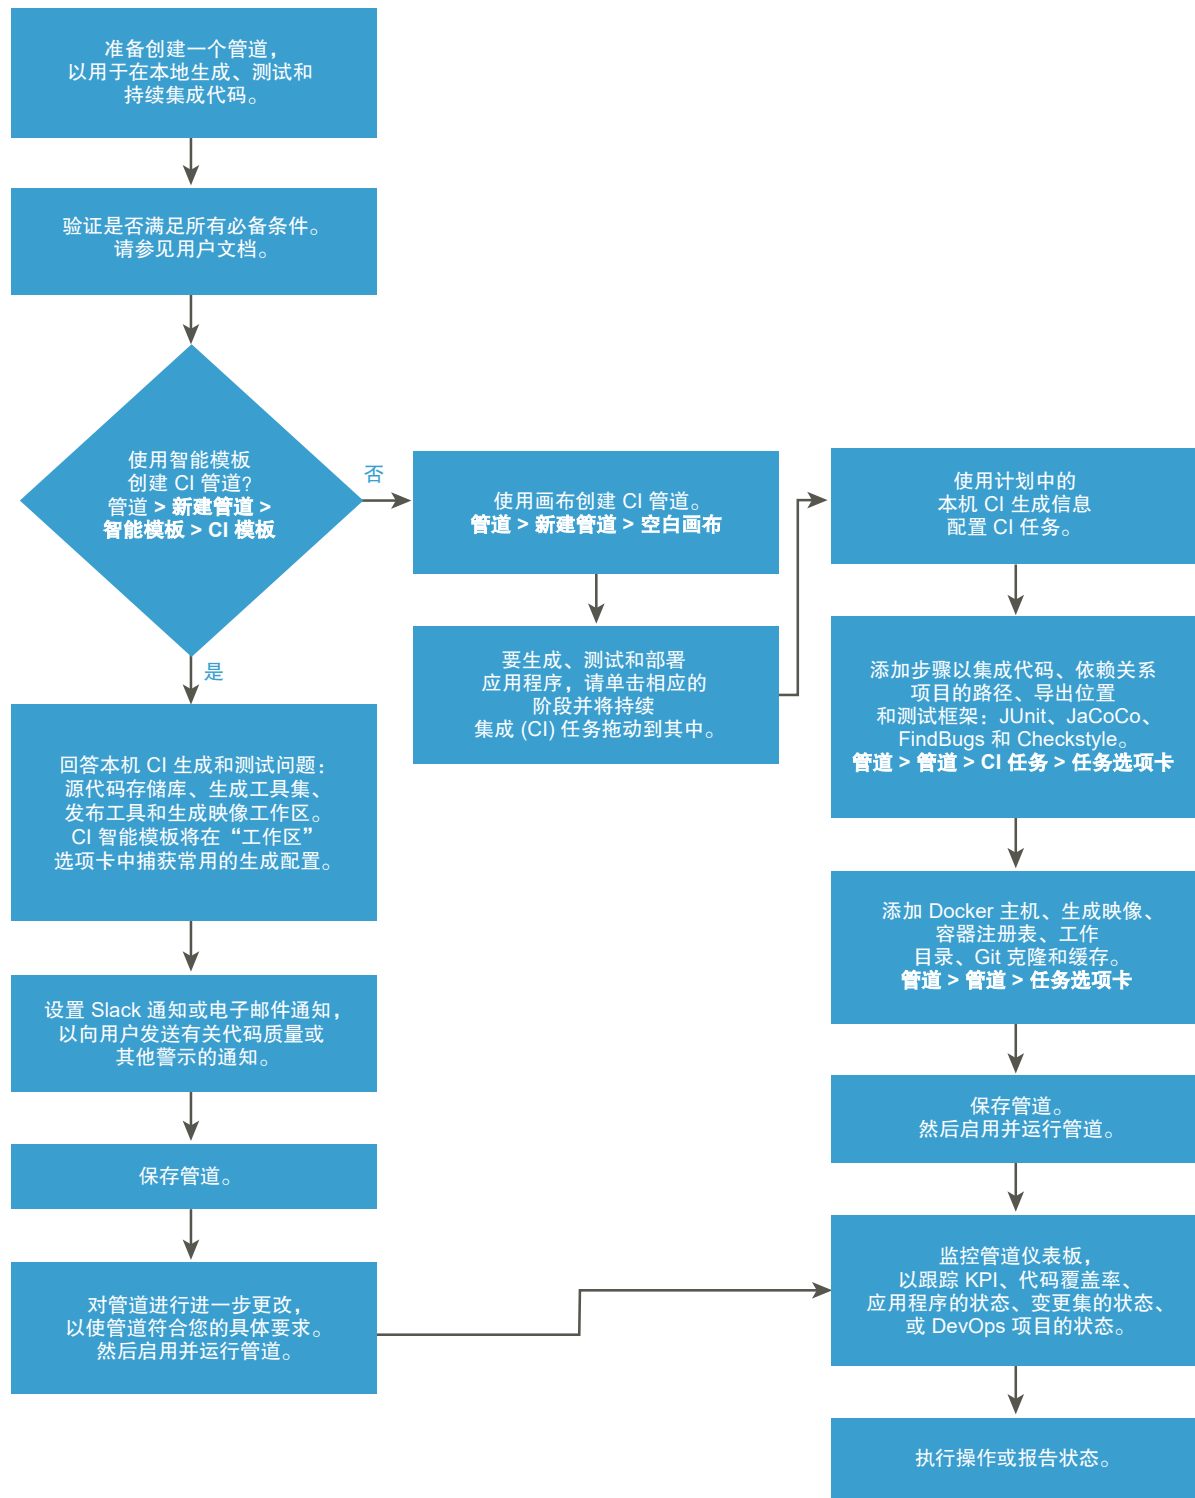 准备创建一个管道，
以用于在本地生成、测试和
持续集成代码。
验证是否满足所有必备条件。
请参见用户文档。
使用智能模板
创建 CI 管道？
管道 > 新建管道 >
智能模板 > CI 模板
否
是
使用画布创建 CI 管道。
管道 > 新建管道 > 空白画布
要生成、测试和部署
应用程序，请单击相应的
阶段并将持续
集成 (CI) 任务拖动到其中。
回答本机 CI 生成和测试问题：
源代码存储库、生成工具集、
发布工具和生成映像工作区。
CI 智能模板将在“工作区”
选项卡中捕获常用的生成配置。
设置 Slack 通知或电子邮件通知，
以向用户发送有关代码质量或
其他警示的通知。
保存管道。
对管道进行进一步更改，
以使管道符合您的具体要求。
然后启用并运行管道。
使用计划中的
本机 CI 生成信息
配置 CI 任务。
添加步骤以集成代码、依赖关系
项目的路径、导出位置
和测试框架：JUnit、JaCoCo、
FindBugs 和 Checkstyle。
管道 > 管道 > CI 任务 > 任务选项卡
添加 Docker 主机、生成映像、
容器注册表、工作
目录、Git 克隆和缓存。
管道 > 管道 > 任务选项卡
保存管道。
然后启用并运行管道。
监控管道仪表板，
以跟踪 KPI、代码覆盖率、
应用程序的状态、变更集的状态、
或 DevOps 项目的状态。
执行操作或报告状态。